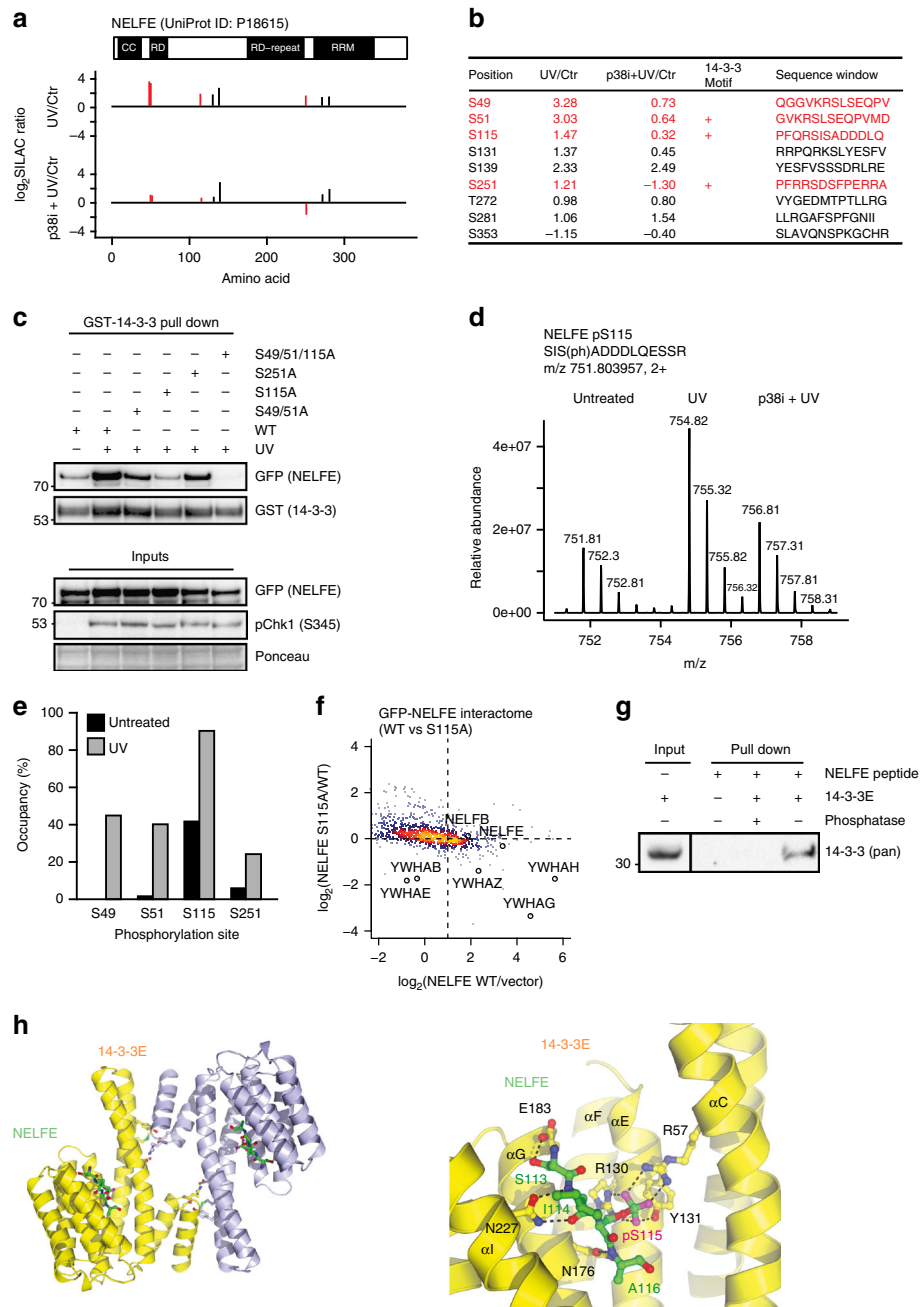 a
NELFE (UniProt ID: P18615)
CC RD RD-repeat RRM
log2SILAC ratio
UV/Ctr
4
0
−4
p38i + UV/Ctr
4
0
−4
0 100 200 300
Amino acid
b
Position UV/Ctr p38i+UV/Ctr 14-3-3 Motif Sequence window
S49 3.28 0.73 QGGVKRSLSEQPV
S51 3.03 0.64 + GVKRSLSEQPVMD
S115 1.47 0.32 + PFQRSISADDDLQ
S131 1.37 0.45 RRPQRKSLYESFV
S139 2.33 2.49 YESFVSSSDRLRE
S251 1.21 −1.30 + PFRRSDSFPERRA
T272 0.98 0.80 VYGEDMTPTLLRG
S281 1.06 1.54 LLRGAFSPFGNII
S353 −1.15 −0.40 SLAVQNSPKGCHR
c
GST-14-3-3 pull down
− − − − − + S49/51/115A
− − − − + − S251A
− − − + − − S115A
− − + − − − S49/51A
+ + − − − − WT
− + + + + + UV
70 GFP (NELFE)
53 GST (14-3-3)
Inputs
70 GFP (NELFE)
53 pChk1 (S345)
Ponceau
d
NELFE pS115
SIS(ph)ADDDLQESSR
m/z 751.803957, 2+
Untreated UV p38i + UV
Relative abundance
4e+07
2e+07
0e+00
751.81
752.3
752.81
754.82
755.32
755.82
756.32
756.81
757.31
757.81
758.31
752 754 756 758
m/z
e
Occupancy (%)
100
80
60
40
20
0
Untreated
UV
S49 S51 S115 S251
Phosphorylation site
f
GFP-NELFE interactome
(WT vs S115A)
log2(NELFE S115A/WT)
4
2
0
−2
−4
NELFB
NELFE
YWHAB
YWHAE
YWHAZ
YWHAH
YWHAG
−2 0 2 4 6
log2(NELFE WT/vector)
g
Input Pull down
− + + + NELFE peptide
+ − + + 14-3-3E
− − + − Phosphatase
30 14-3-3 (pan)
h
14-3-3E
NELFE
14-3-3E
NELFE
E183
αF
αE
αC
R57
αG
S113
R130
I114
N227
αI
Y131
pS115
N176
A116